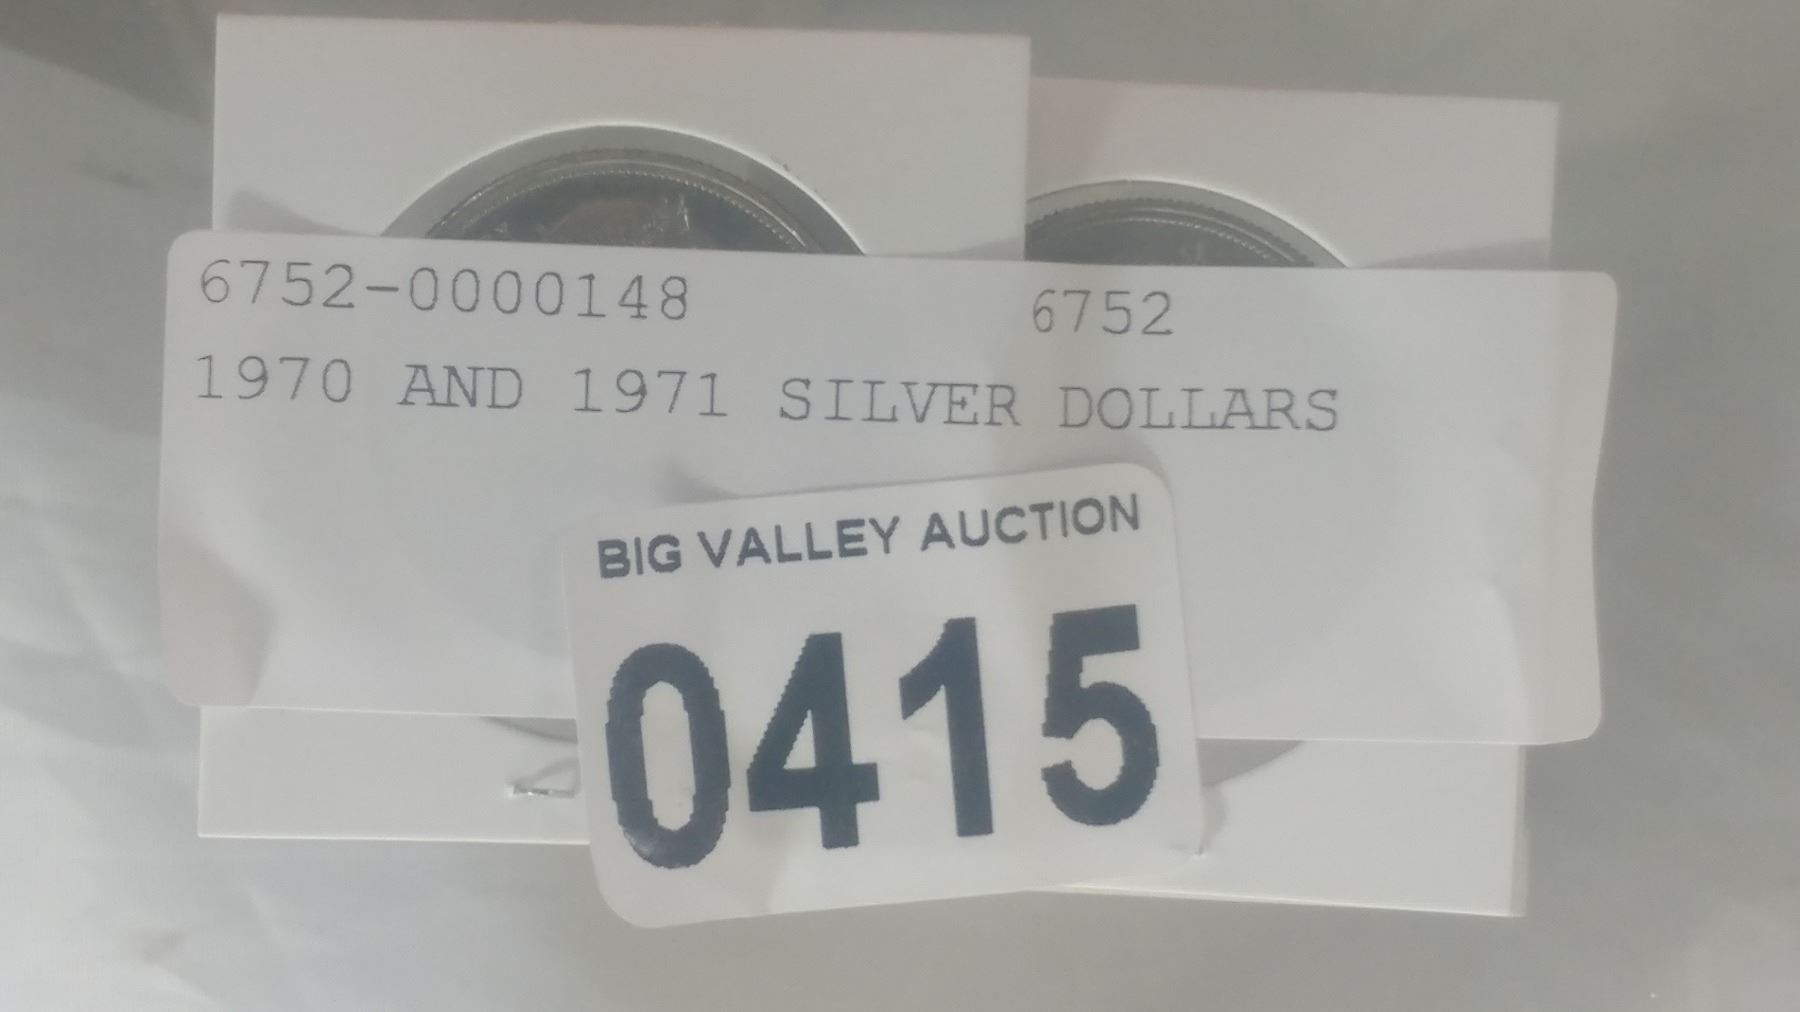 6752-0000148 6752
1970 AND 1971 SILVER DOLLARS
BIG VALLEY AUCTION
0415